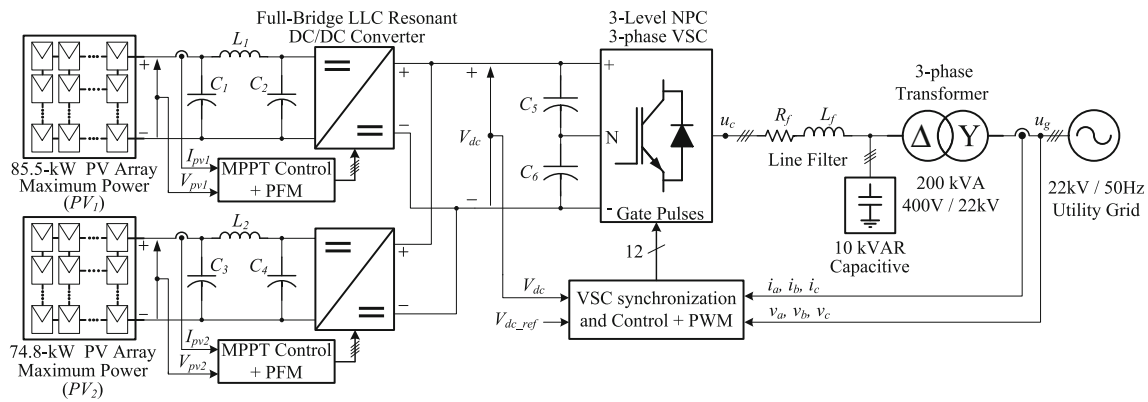 Full-Bridge LLC Resonant
DC/DC Converter
L1
C1
C2
+
−
+
−
Ipv1
Vpv1
MPPT Control
+ PFM
85.5-kW PV Array
Maximum Power
(PV1)
L2
C3
C4
+
−
+
−
Ipv2
Vpv2
MPPT Control
+ PFM
74.8-kW PV Array
Maximum Power
(PV2)
+
Vdc
−
C5
C6
3-Level NPC
3-phase VSC
+
N
-
Gate Pulses
12
Vdc
Vdc_ref
VSC synchronization
and Control + PWM
uc
Rf
Lf
Line Filter
10 kVAR
Capacitive
3-phase
Transformer
Δ
Y
200 kVA
400V / 22kV
ug
22kV / 50Hz
Utility Grid
ia, ib, ic
va, vb, vc